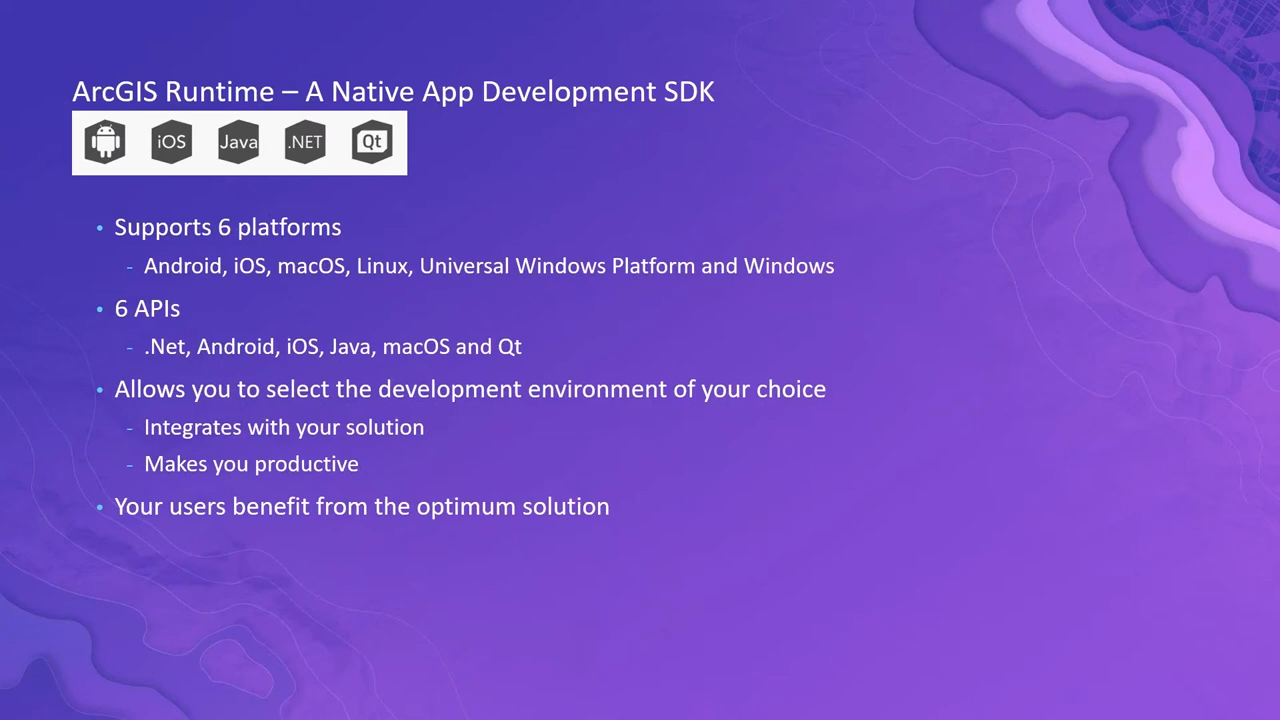 ArcGIS Runtime – A Native App Development SDK
iOS Java .NET Qt
• Supports 6 platforms
- Android, iOS, macOS, Linux, Universal Windows Platform and Windows
• 6 APIs
- .Net, Android, iOS, Java, macOS and Qt
• Allows you to select the development environment of your choice
- Integrates with your solution
- Makes you productive
• Your users benefit from the optimum solution